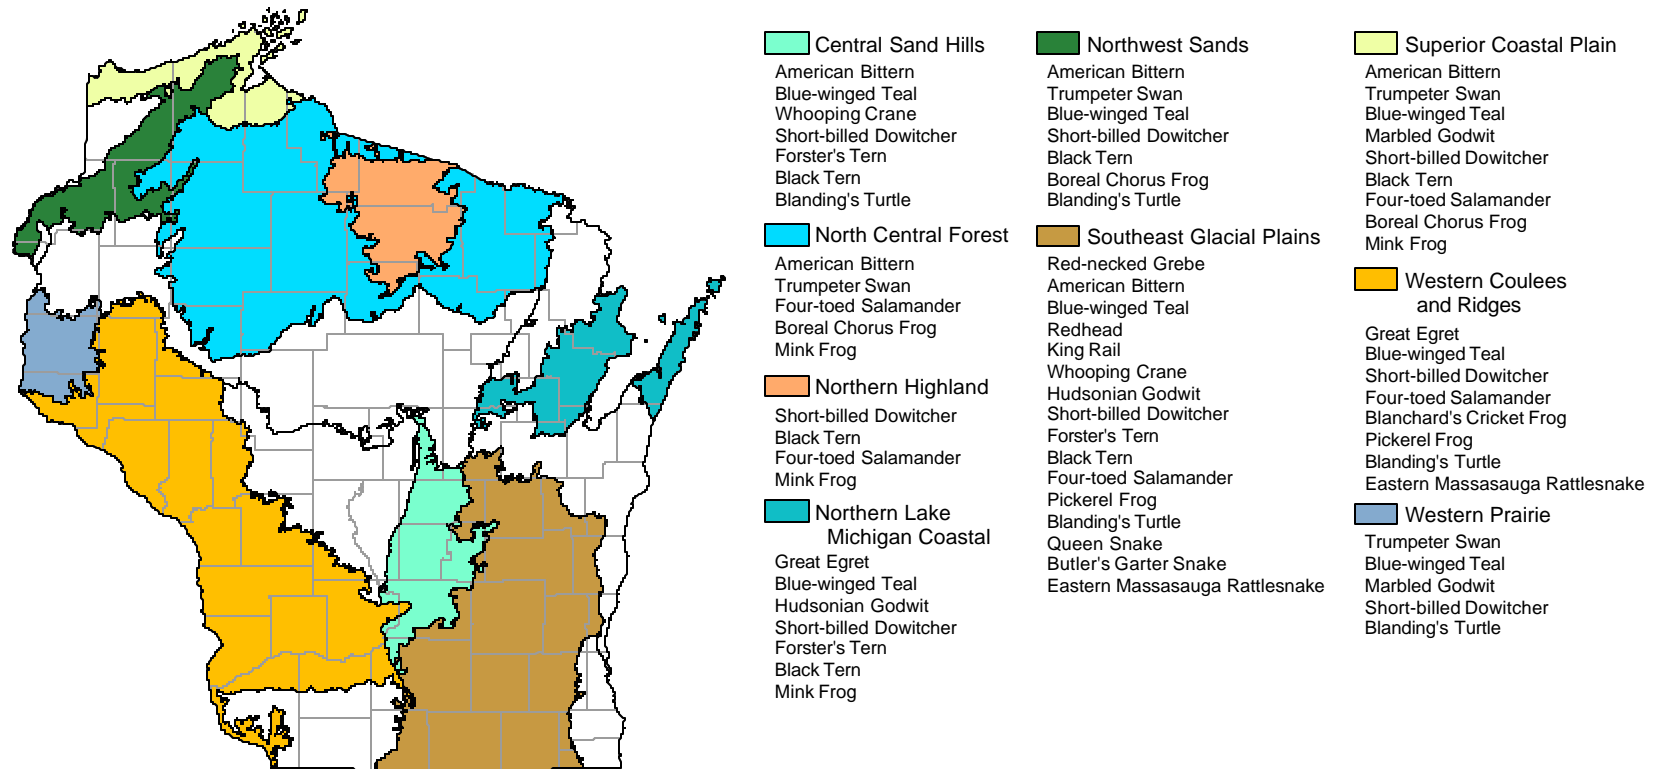 Central Sand Hills
American Bittern
Blue-winged Teal
Whooping Crane
Short-billed Dowitcher
Forster's Tern
Black Tern
Blanding's Turtle
North Central Forest
American Bittern
Trumpeter Swan
Four-toed Salamander
Boreal Chorus Frog
Mink Frog
Northern Highland
Short-billed Dowitcher
Black Tern
Four-toed Salamander
Mink Frog
Northern Lake
Michigan Coastal
Great Egret
Blue-winged Teal
Hudsonian Godwit
Short-billed Dowitcher
Forster's Tern
Black Tern
Mink Frog
Northwest Sands
American Bittern
Trumpeter Swan
Blue-winged Teal
Short-billed Dowitcher
Black Tern
Boreal Chorus Frog
Blanding's Turtle
Southeast Glacial Plains
Red-necked Grebe
American Bittern
Blue-winged Teal
Redhead
King Rail
Whooping Crane
Hudsonian Godwit
Short-billed Dowitcher
Forster's Tern
Black Tern
Four-toed Salamander
Pickerel Frog
Blanding's Turtle
Queen Snake
Butler's Garter Snake
Eastern Massasauga Rattlesnake
Superior Coastal Plain
American Bittern
Trumpeter Swan
Blue-winged Teal
Marbled Godwit
Short-billed Dowitcher
Black Tern
Four-toed Salamander
Boreal Chorus Frog
Mink Frog
Western Coulees
and Ridges
Great Egret
Blue-winged Teal
Short-billed Dowitcher
Four-toed Salamander
Blanchard's Cricket Frog
Pickerel Frog
Blanding's Turtle
Eastern Massasauga Rattlesnake
Western Prairie
Trumpeter Swan
Blue-winged Teal
Marbled Godwit
Short-billed Dowitcher
Blanding's Turtle